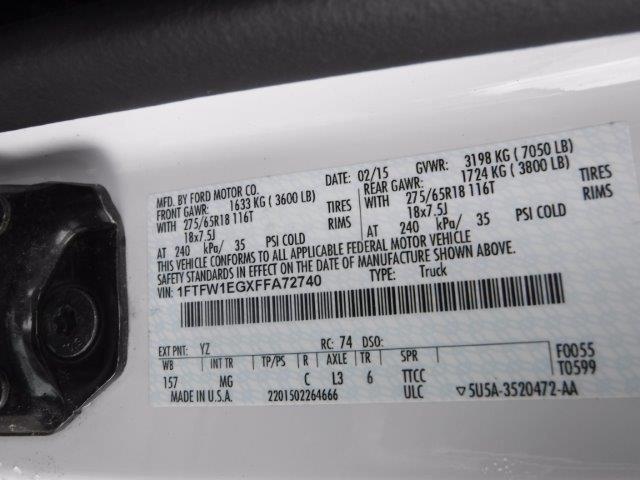 MFD. BY FORD MOTOR CO. DATE: 02/15 GVWR: 3198 KG ( 7050 LB)
FRONT GAWR: 1633 KG ( 3600 LB) REAR GAWR: 1724 KG ( 3800 LB)
WITH 275/65R18 116T TIRES WITH 275/65R18 116T TIRES
18x7.5J RIMS 18x7.5J RIMS
AT 240 kPa/ 35 PSI COLD AT 240 kPa/ 35 PSI COLD
THIS VEHICLE CONFORMS TO ALL APPLICABLE FEDERAL MOTOR VEHICLE
SAFETY STANDARDS IN EFFECT ON THE DATE OF MANUFACTURE SHOWN ABOVE.
VIN: 1FTFW1EGXFFA72740 TYPE: Truck
EXT PNT: YZ RC: 74 DSO: F0055
WB INT TR TP/PS R AXLE TR SPR T0599
157 MG C L3 6 TTCC
MADE IN U.S.A. 2201502264666 ULC 5U5A-3520472-AA